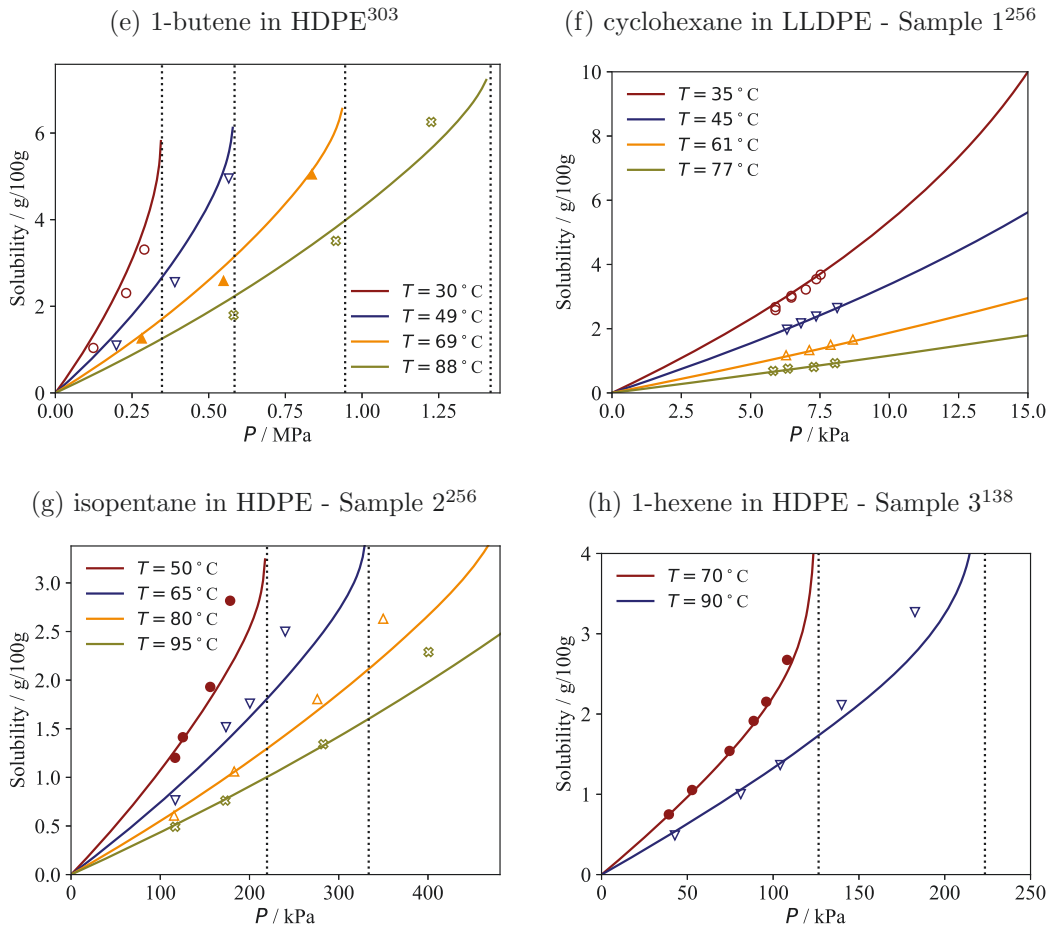 (e) 1-butene in HDPE303
Solubility / g/100g
6
4
2
0
T = 30 °C
T = 49 °C
T = 69 °C
T = 88 °C
0.00 0.25 0.50 0.75 1.00 1.25
P / MPa
(f) cyclohexane in LLDPE - Sample 1256
Solubility / g/100g
10
8
6
4
2
0
T = 35 °C
T = 45 °C
T = 61 °C
T = 77 °C
0.0 2.5 5.0 7.5 10.0 12.5 15.0
P / kPa
(g) isopentane in HDPE - Sample 2256
Solubility / g/100g
3.0
2.5
2.0
1.5
1.0
0.5
0.0
T = 50 °C
T = 65 °C
T = 80 °C
T = 95 °C
0 100 200 300 400
P / kPa
(h) 1-hexene in HDPE - Sample 3138
Solubility / g/100g
4
3
2
1
0
T = 70 °C
T = 90 °C
0 50 100 150 200 250
P / kPa